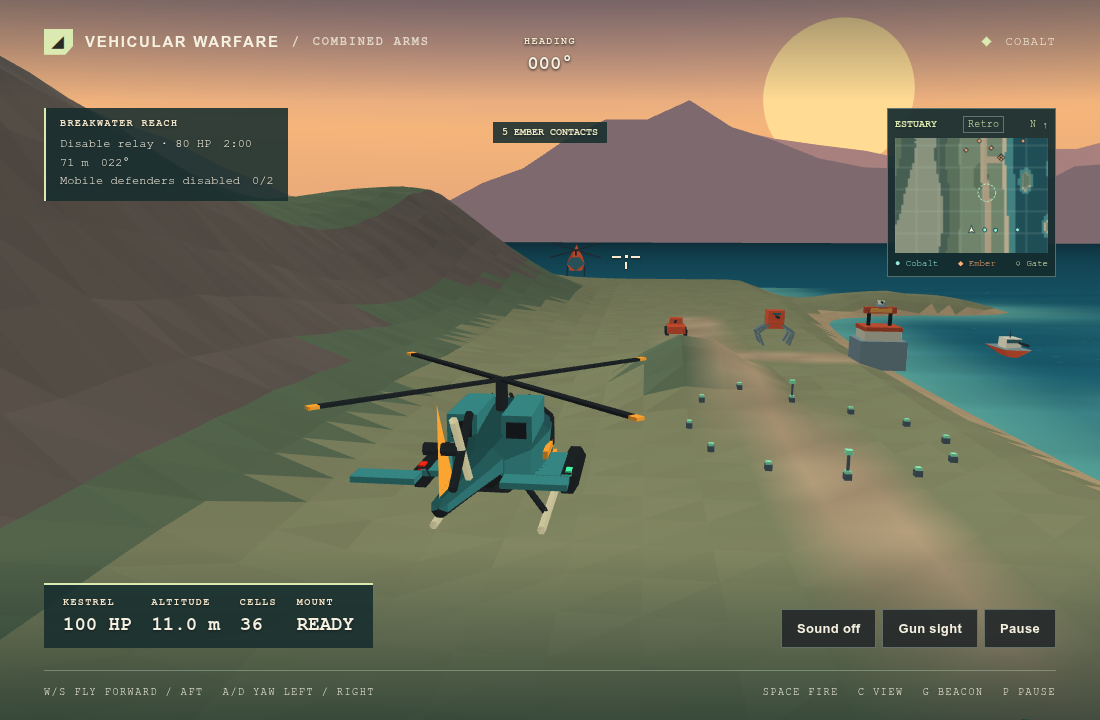 VEHICULAR WARFARE / COMBINED ARMS
HEADING
000°
COBALT
BREAKWATER REACH
Disable relay · 80 HP 2:00
71 m 022°
Mobile defenders disabled 0/2
5 EMBER CONTACTS
ESTUARY Retro N ↑
Cobalt Ember Gate
KESTREL ALTITUDE CELLS MOUNT
100 HP 11.0 m 36 READY
Sound off Gun sight Pause
W/S FLY FORWARD / AFT A/D YAW LEFT / RIGHT
SPACE FIRE C VIEW G BEACON P PAUSE